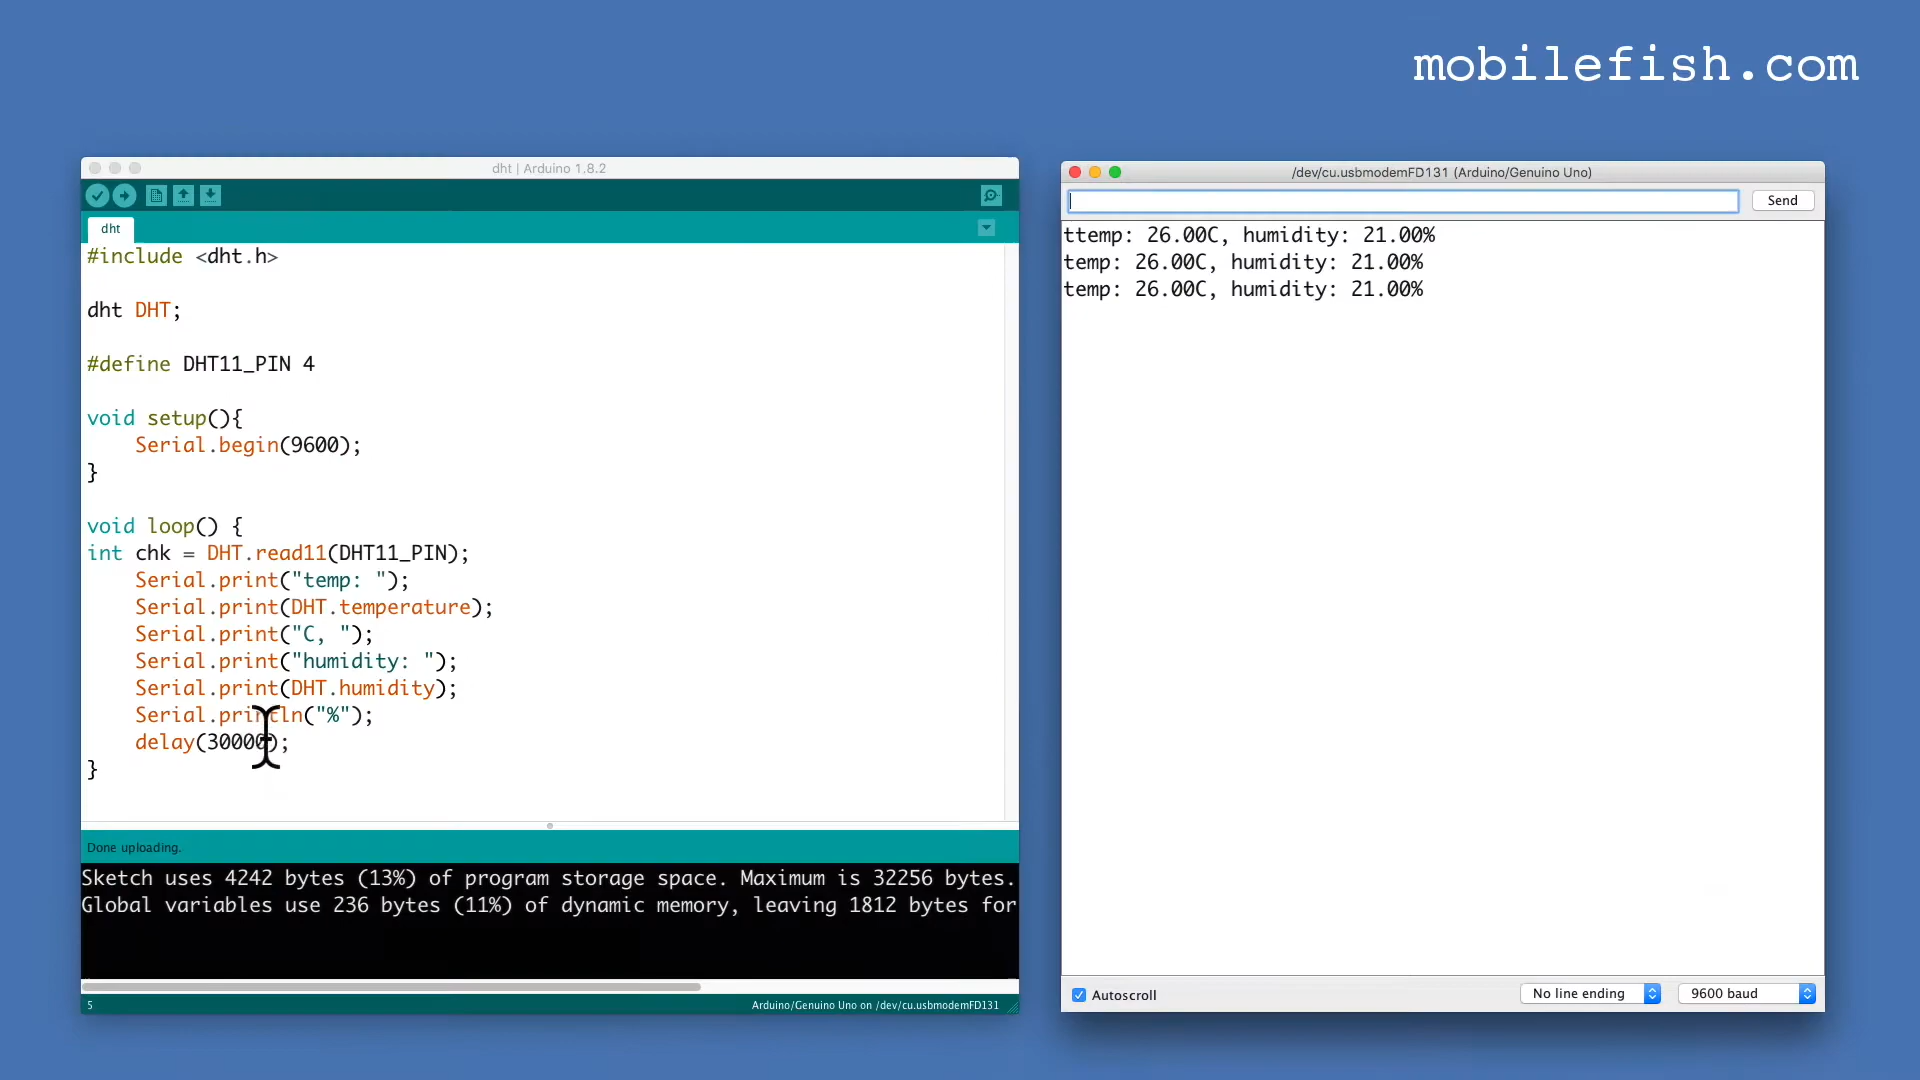 mobilefish.com
dht | Arduino 1.8.2
dht
#include <dht.h>
dht DHT;
#define DHT11_PIN 4
void setup(){
Serial.begin(9600);
}
void loop() {
int chk = DHT.read11(DHT11_PIN);
Serial.print("temp: ");
Serial.print(DHT.temperature);
Serial.print("C, ");
Serial.print("humidity: ");
Serial.print(DHT.humidity);
Serial.println("%");
delay(30000);
}
Done uploading.
Sketch uses 4242 bytes (13%) of program storage space. Maximum is 32256 bytes.
Global variables use 236 bytes (11%) of dynamic memory, leaving 1812 bytes for
5
Arduino/Genuino Uno on /dev/cu.usbmodemFD131
/dev/cu.usbmodemFD131 (Arduino/Genuino Uno)
Send
ttemp: 26.00C, humidity: 21.00%
temp: 26.00C, humidity: 21.00%
temp: 26.00C, humidity: 21.00%
Autoscroll
No line ending
9600 baud